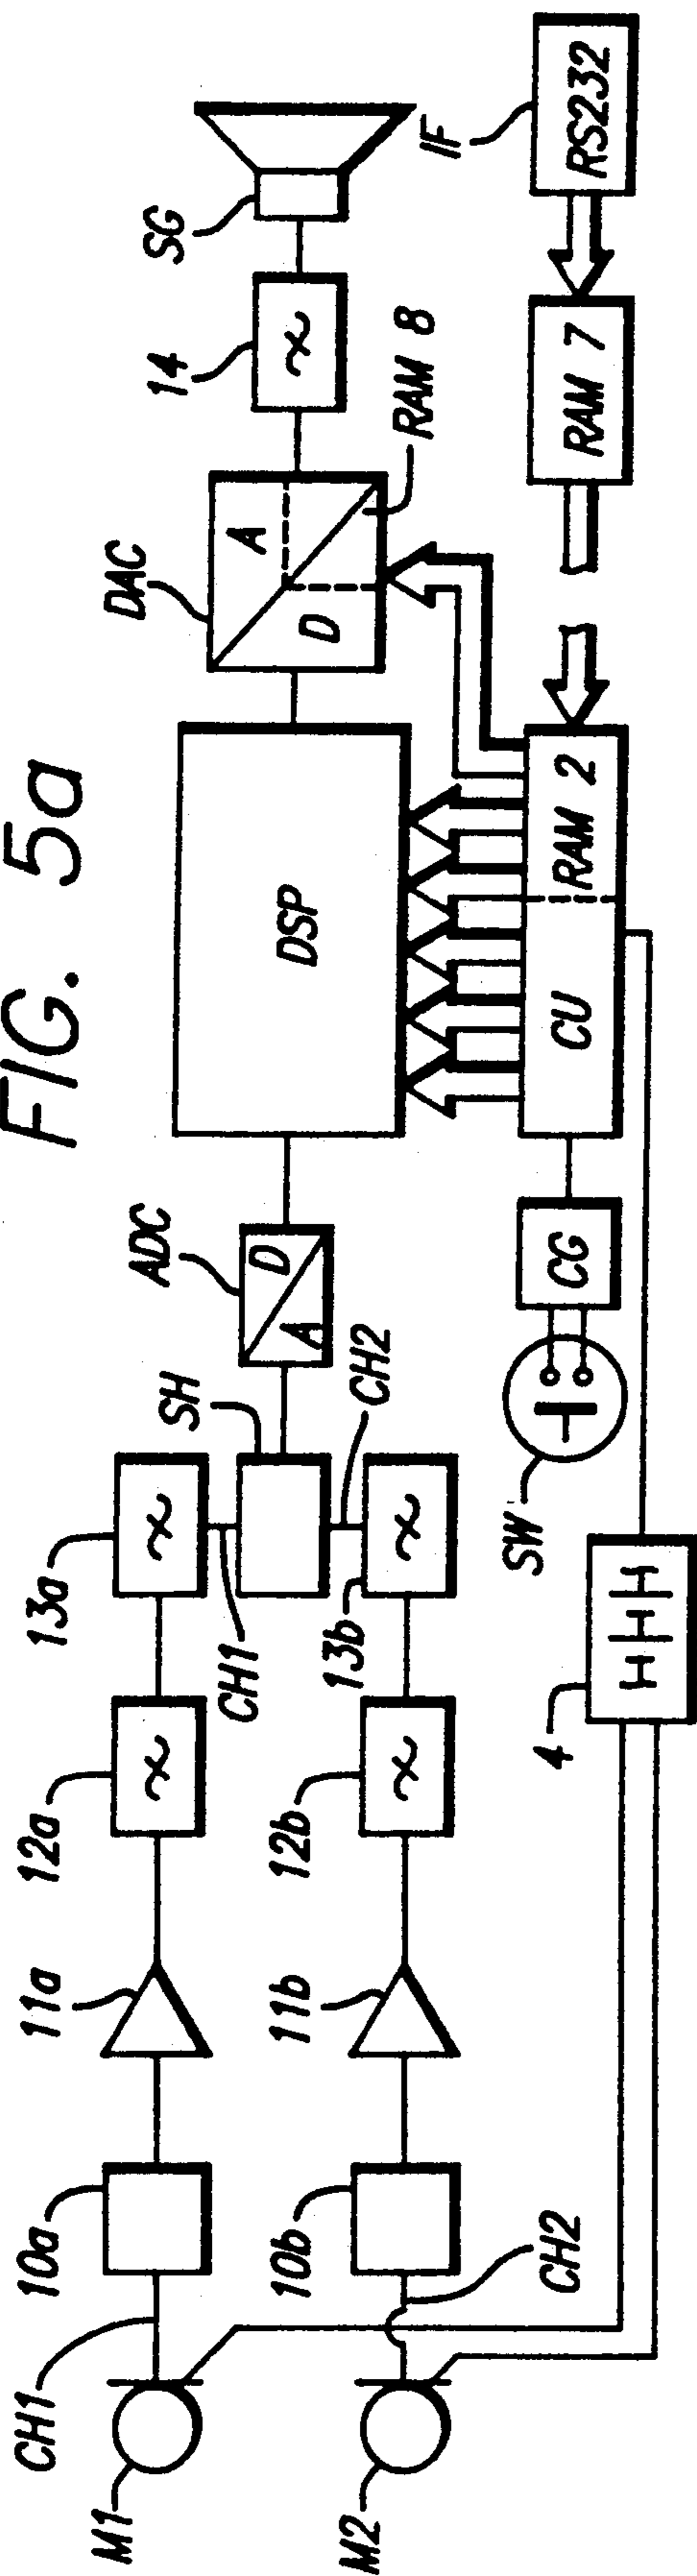 FIG. 5a
CH1
M1
10a
11a
12a
13a
CH1
SH
ADC
A
D
DSP
DAC
D
A
RAM 8
14
SG
M2
CH2
10b
11b
12b
13b
CH2
4
SW
CG
CU
RAM 2
RAM 7
RS232
IF